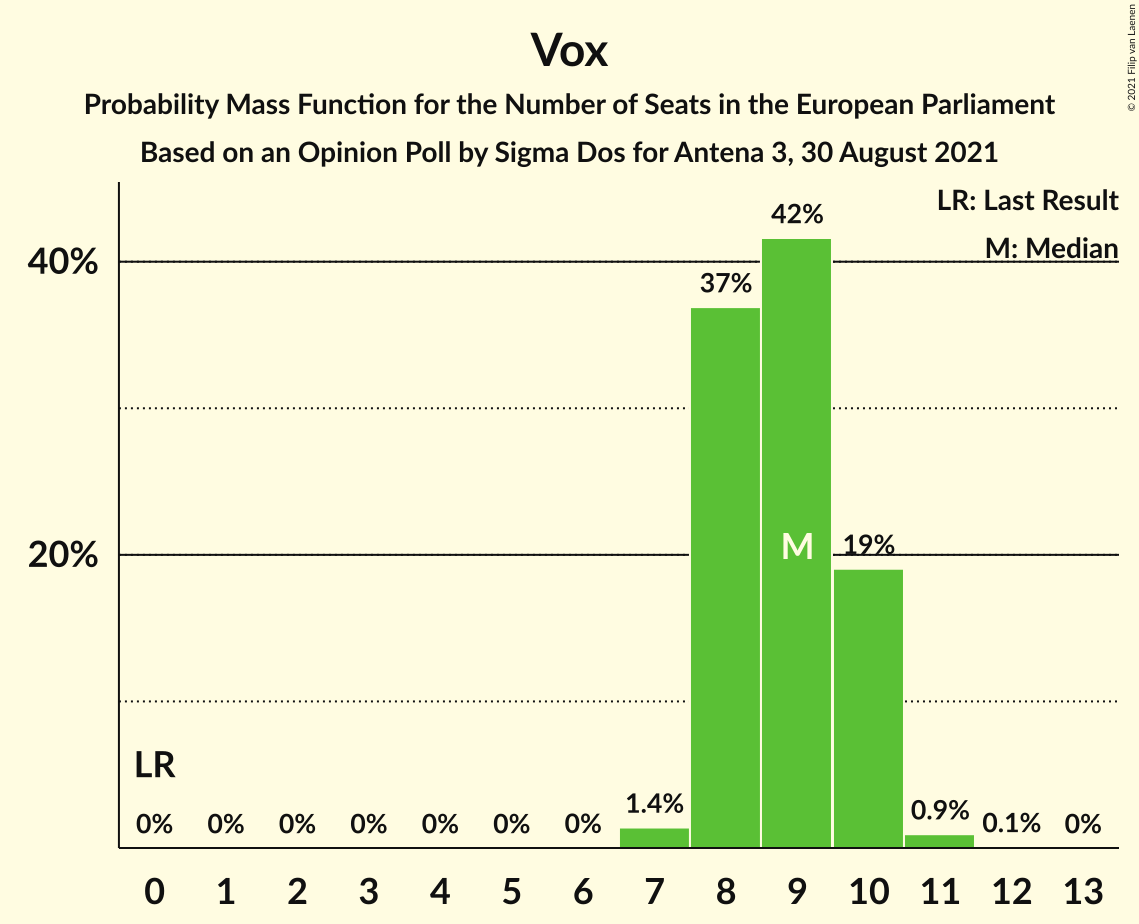 Vox
Probability Mass Function for the Number of Seats in the European Parliament
Based on an Opinion Poll by Sigma Dos for Antena 3, 30 August 2021
© 2021 Filip van Laenen
LR: Last Result
M: Median
40%
20%
42%
37%
M
19%
LR
0% 0% 0% 0% 0% 0% 0% 1.4% 0.9% 0.1% 0%
0 1 2 3 4 5 6 7 8 9 10 11 12 13